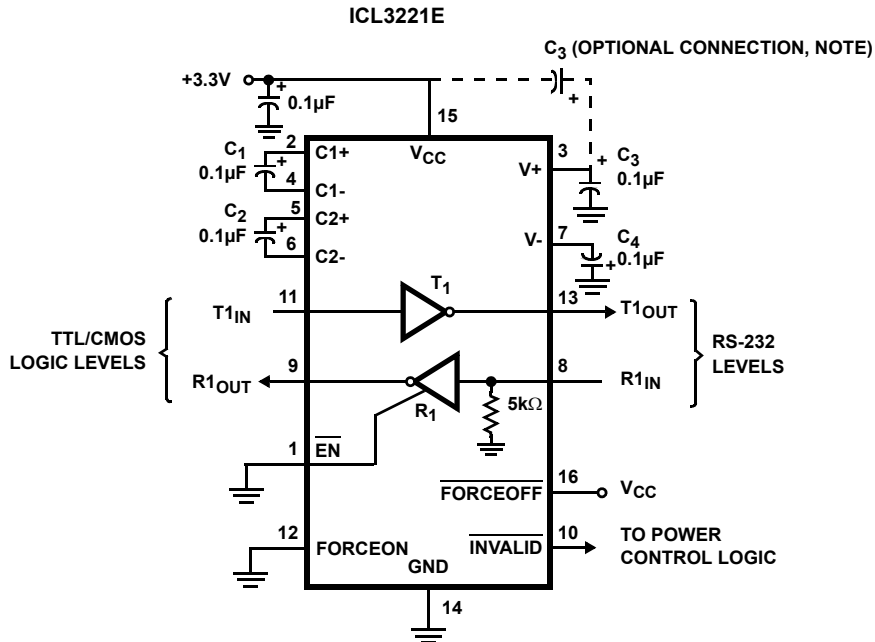 ICL3221E
C3 (OPTIONAL CONNECTION, NOTE)
+3.3V
+
0.1µF
+
15
2
C1+
VCC
3
C1
0.1µF
+
4
C1-
V+
+
C3
0.1µF
5
C2+
C2
0.1µF
+
6
C2-
7
V-
C4
0.1µF
+
T1
T1IN
11
13
T1OUT
TTL/CMOS
LOGIC LEVELS
RS-232
LEVELS
R1OUT
9
8
R1IN
R1
5kΩ
1
EN
16
FORCEOFF
VCC
12
FORCEON
10
INVALID
TO POWER
CONTROL LOGIC
GND
14